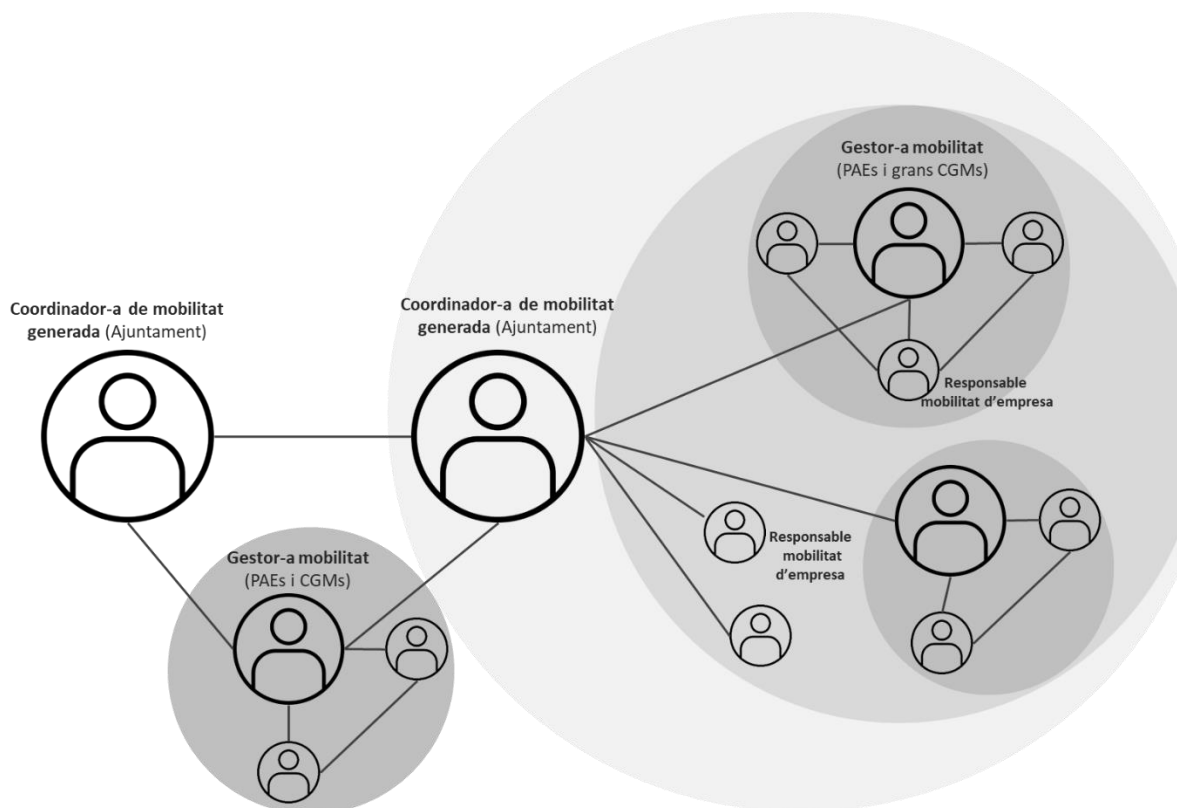 Gestor-a mobilitat
(PAEs i grans CGMs)
Coordinador-a de mobilitat
generada (Ajuntament)
Coordinador-a de mobilitat
generada (Ajuntament)
Responsable
mobilitat d’empresa
Gestor-a mobilitat
(PAEs i CGMs)
Responsable
mobilitat
d’empresa